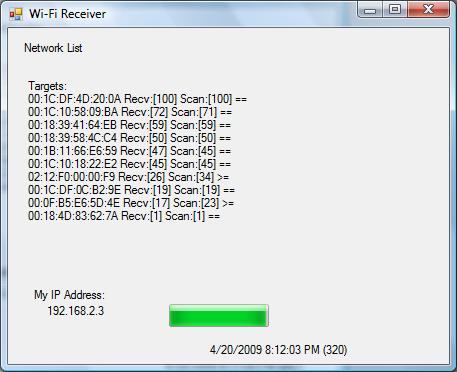 Wi-Fi Receiver
Network List
Targets:
00:1C:DF:4D:20:0A Recv:[100] Scan:[100] ==
00:1C:10:58:09:BA Recv:[72] Scan:[71] ==
00:18:39:41:64:EB Recv:[59] Scan:[59] ==
00:18:39:58:4C:C4 Recv:[50] Scan:[50] ==
00:1B:11:66:E6:59 Recv:[47] Scan:[45] ==
00:1C:10:18:22:E2 Recv:[45] Scan:[45] ==
02:12:F0:00:00:F9 Recv:[26] Scan:[34] >=
00:1C:DF:0C:B2:9E Recv:[19] Scan:[19] ==
00:0F:B5:E6:5D:4E Recv:[17] Scan:[23] >=
00:18:4D:83:62:7A Recv:[1] Scan:[1] ==
My IP Address:
192.168.2.3
4/20/2009 8:12:03 PM (320)